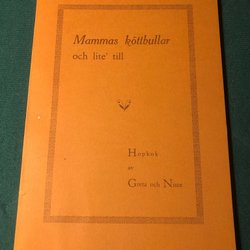 Mammas köttbullar
och lite' till
Hopkok
av
Greta och Nisse